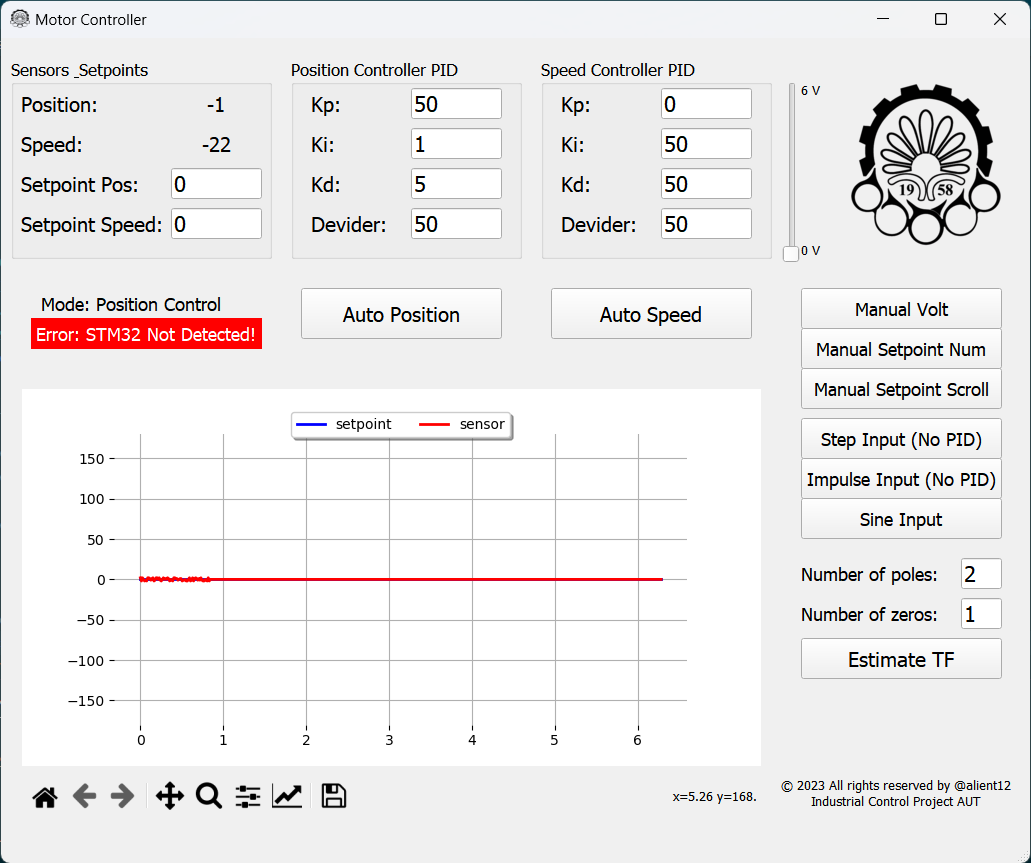 Motor Controller
Sensors _Setpoints
Position: -1
Speed: -22
Setpoint Pos: 0
Setpoint Speed: 0
Position Controller PID
Kp: 50
Ki: 1
Kd: 5
Devider: 50
Speed Controller PID
Kp: 0
Ki: 50
Kd: 50
Devider: 50
6 V
0 V
19 58
Mode: Position Control
Error: STM32 Not Detected!
Auto Position
Auto Speed
Manual Volt
Manual Setpoint Num
Manual Setpoint Scroll
Step Input (No PID)
Impulse Input (No PID)
Sine Input
Number of poles: 2
Number of zeros: 1
Estimate TF
setpoint sensor
150
100
50
0
−50
−100
−150
0 1 2 3 4 5 6
x=5.26 y=168.
© 2023 All rights reserved by @alient12
Industrial Control Project AUT